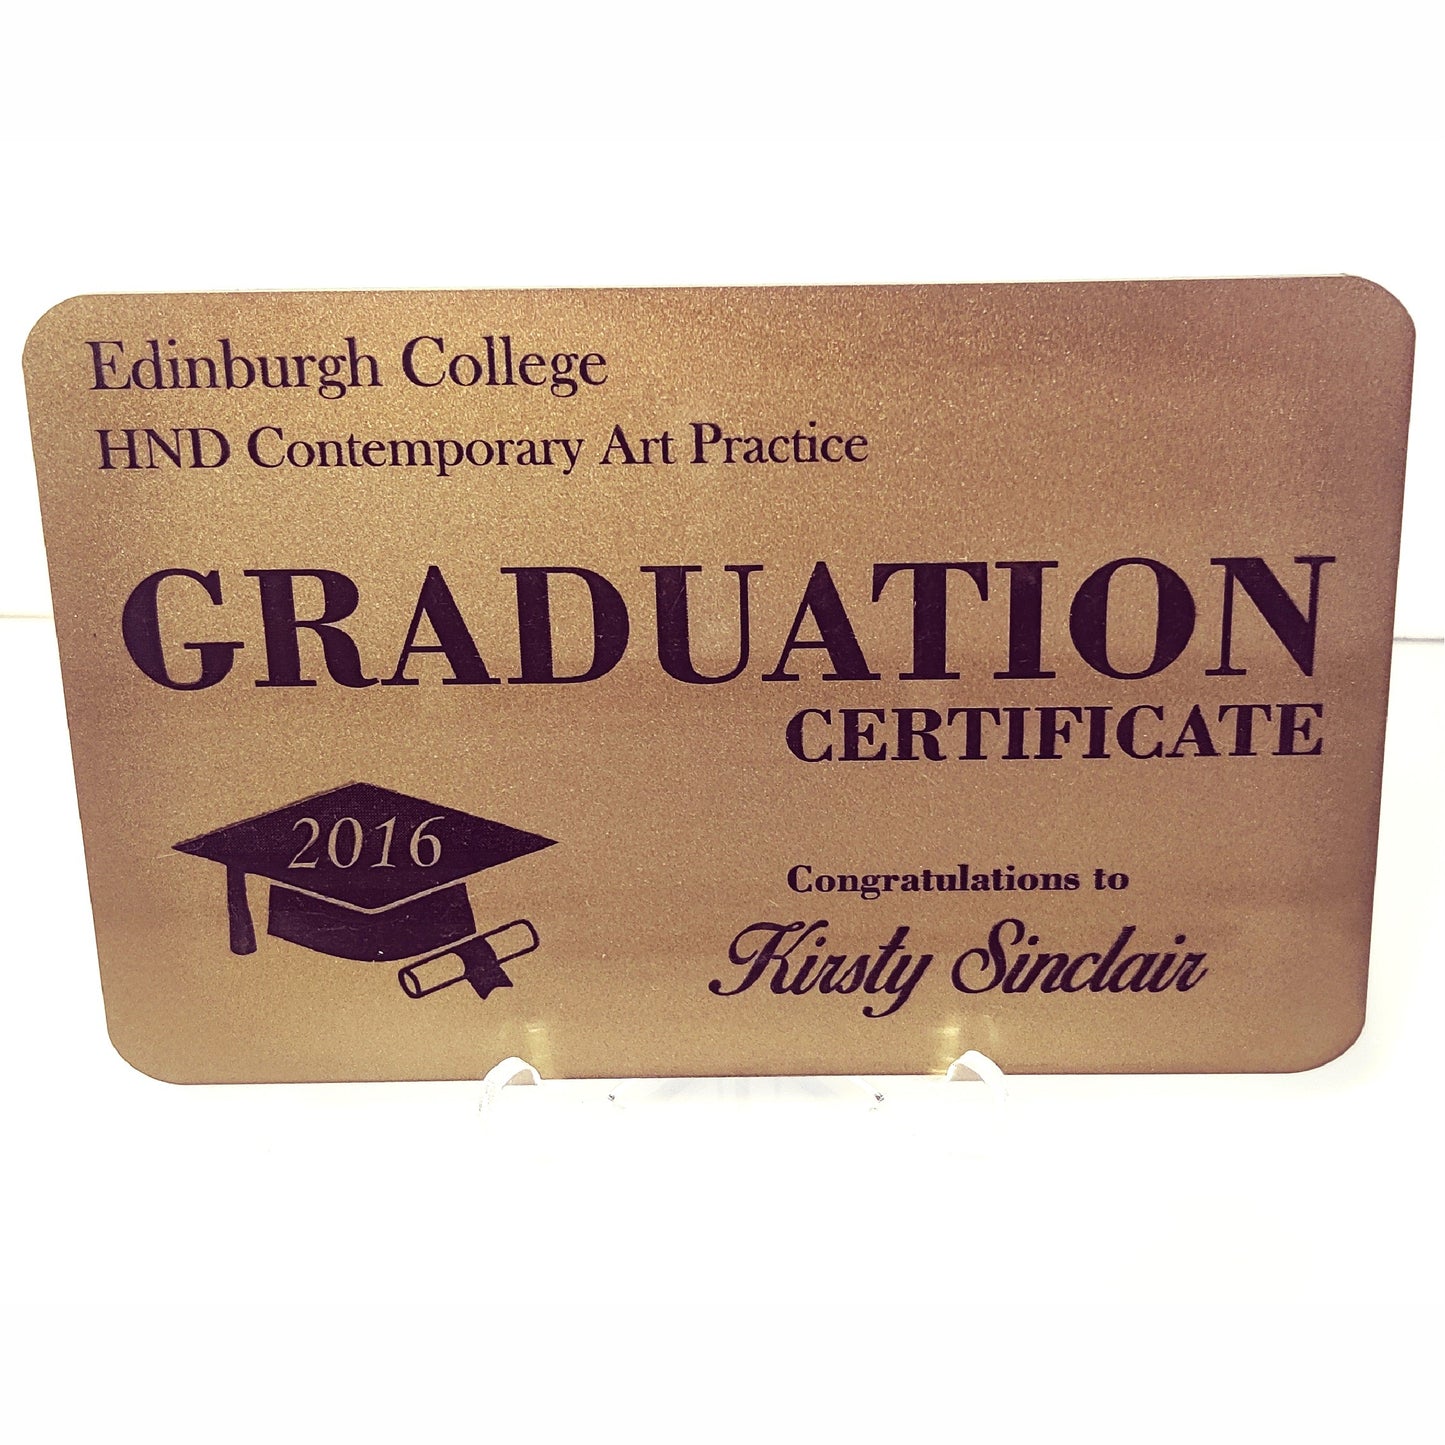 Edinburgh College
HND Contemporary Art Practice
GRADUATION
CERTIFICATE
2016
Congratulations to
Kirsty Sinclair